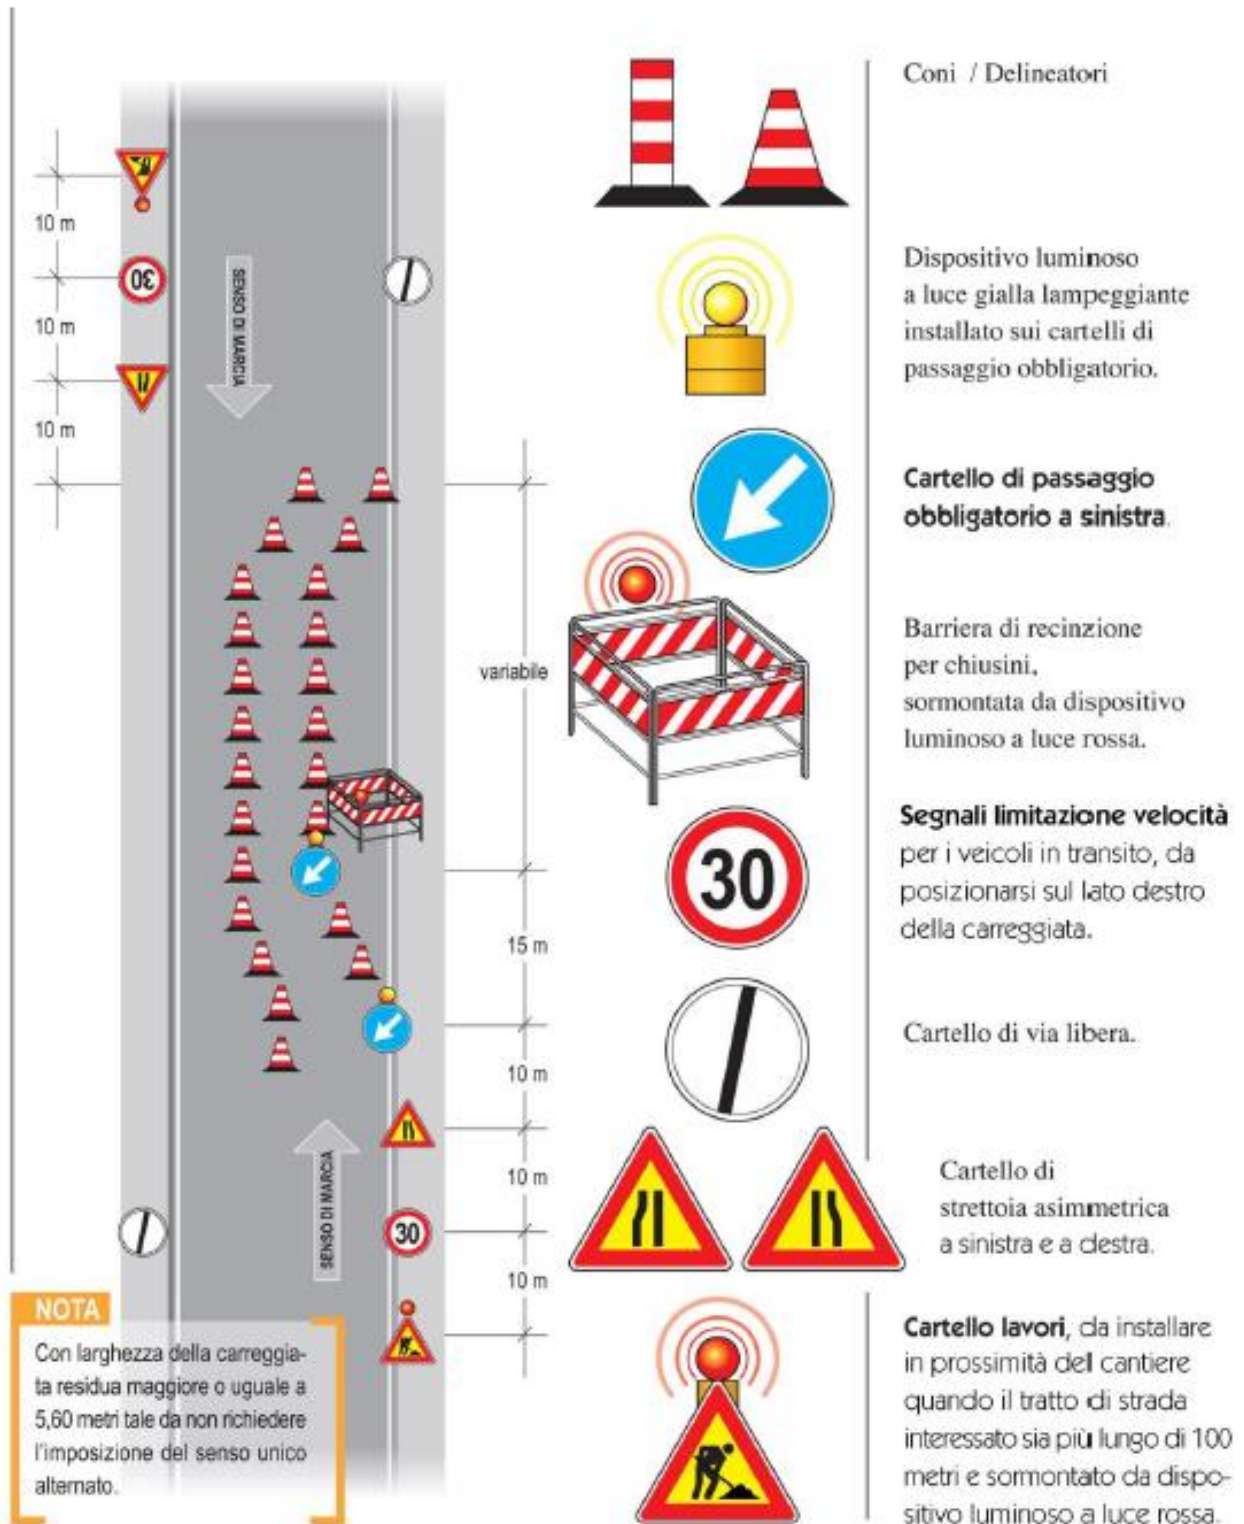 10 m
10 m
10 m
30
SENSO DI MARCIA
variabile
15 m
10 m
10 m
10 m
SENSO DI MARCIA
30
NOTA
Con larghezza della carreggia-
ta residua maggiore o uguale a
5,60 metri tale da non richiedere
l'imposizione del senso unico
alternato.
Coni / Delineatori
Dispositivo luminoso
a luce gialla lampeggiante
installato sui cartelli di
passaggio obbligatorio.
Cartello di passaggio
obbligatorio a sinistra.
Barriera di recinzione
per chiusini,
sormontata da dispositivo
luminoso a luce rossa.
30
Segnali limitazione velocità
per i veicoli in transito, da
posizionarsi sul lato destro
della carreggiata.
Cartello di via libera.
Cartello di
strettoia asimmetrica
a sinistra e a destra.
Cartello lavori, da installare
in prossimità del cantiere
quando il tratto di strada
interessato sia più lungo di 100
metri e sormontato da dispo-
sitivo luminoso a luce rossa.